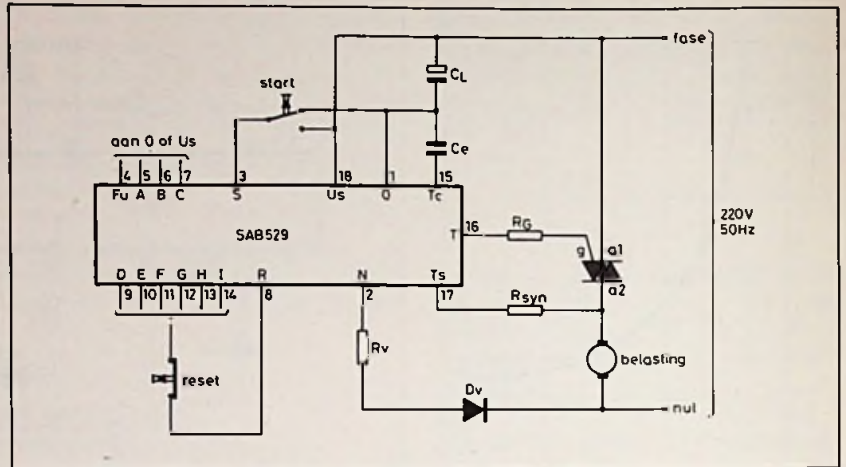 fase
start
CL
aan 0 of Us
Ce
4 5 6 7 3 18 1 15
Fu A B C S Us 0 Tc
SAB529
T 16 RG g a1
a2
220V
50Hz
D E F G H I R N Ts
9 10 11 12 13 14 8 2 17
Rsyn
Rv
belasting
reset
Dv
nul